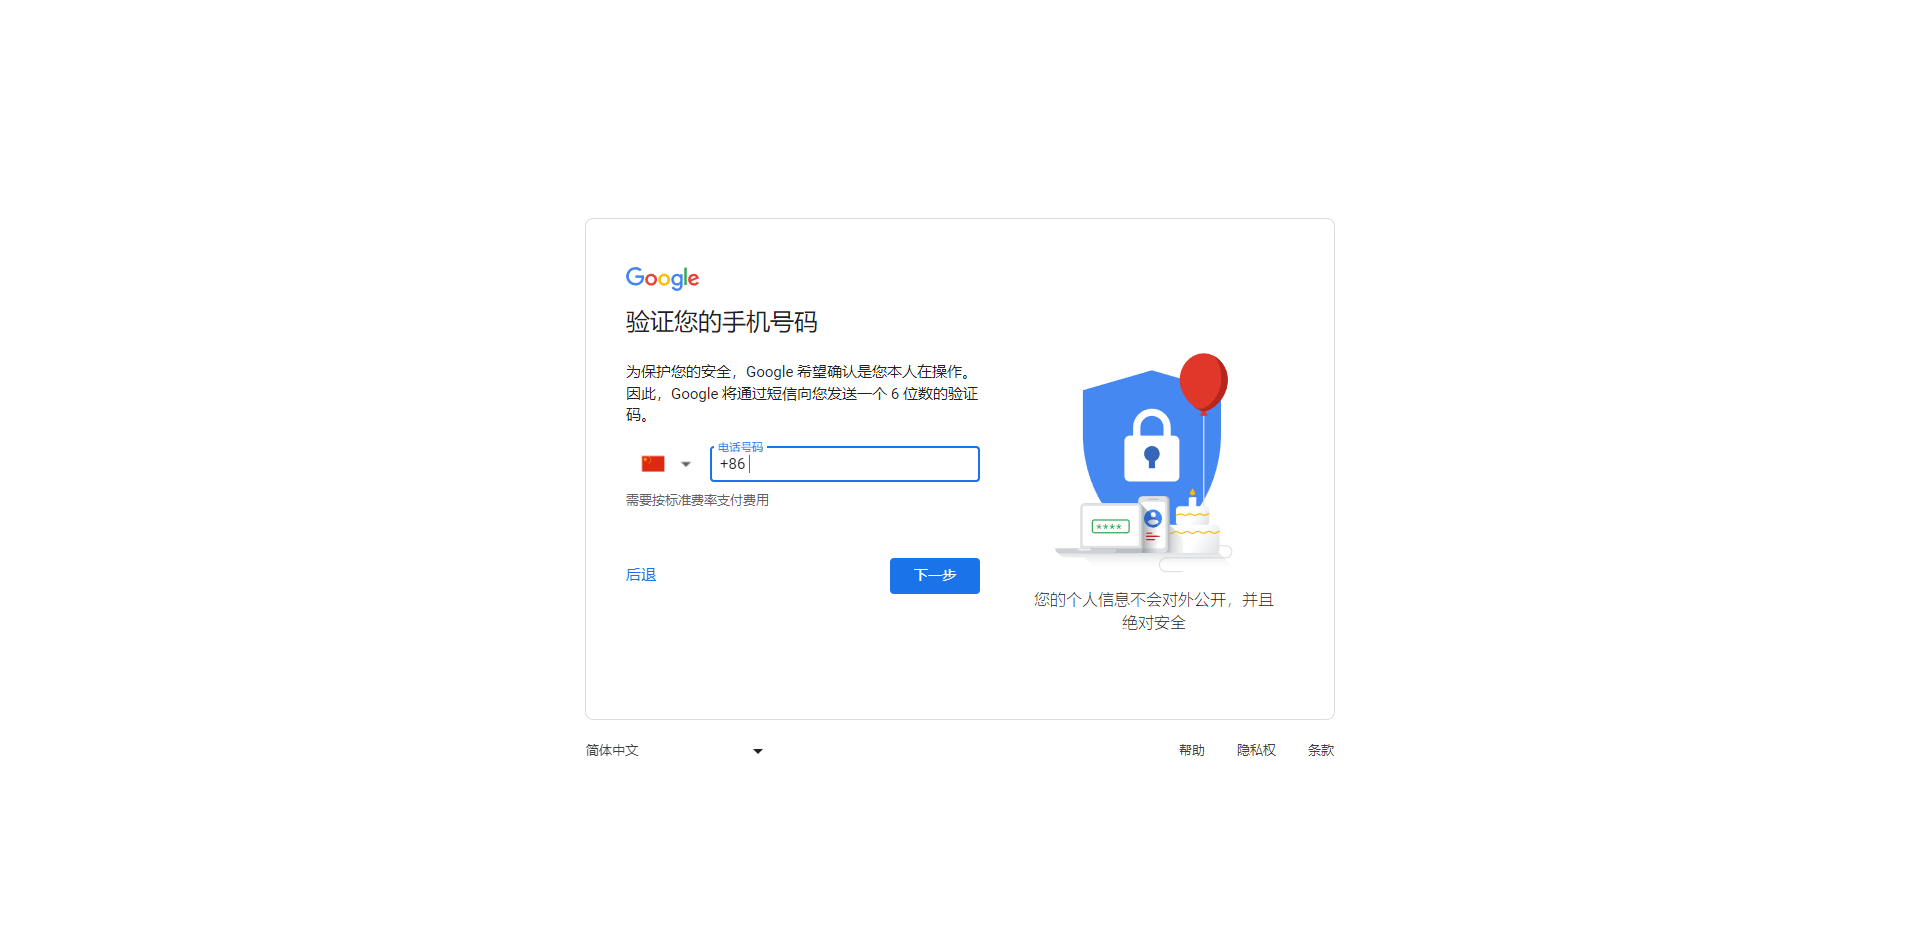 Google
验证您的手机号码
为保护您的安全，Google 希望确认是您本人在操作。
因此，Google 将通过短信向您发送一个 6 位数的验证
码。
电话号码
+86
需要按标准费率支付费用
后退
下一步
****
您的个人信息不会对外公开，并且
绝对安全
简体中文
帮助
隐私权
条款